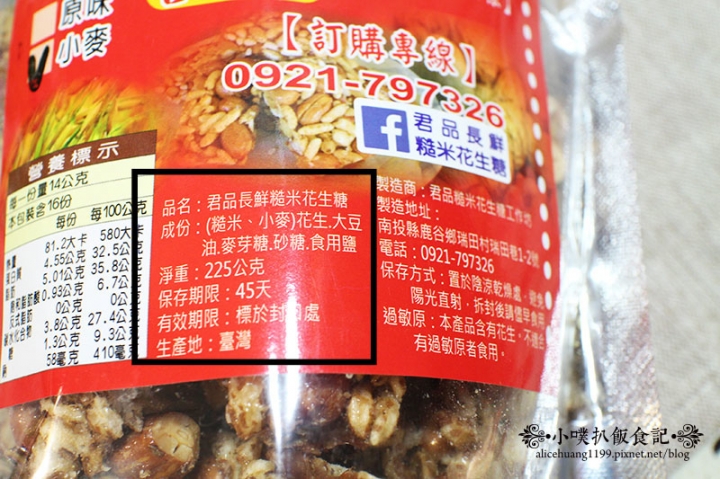 原味
小麥
【訂購專線】
0921-797326
f 君品長鮮
糙米花生糖
營養標示
每一份量14公克
本包裝含16份
每份 每100公克
81.2大卡 580大卡
4.55公克 32.5公克
5.01公克 35.8公克
0.93公克 6.7公
0公克 0公克
3.8公克 27.4公克
1.3公克 9.3公克
58毫克 410毫克
品名：君品長鮮糙米花生糖
成份：(糙米、小麥)花生.大豆
油.麥芽糖.砂糖.食用鹽
淨重：225公克
保存期限：45天
有效期限：標於封口處
生產地：臺灣
製造商：君品糙米花生糖工作坊
製造地址：
南投縣鹿谷鄉瑞田村瑞田巷1-2號
電話：0921-797326
保存方式：置於陰涼乾燥處，避免
陽光直射，拆封後請儘早食用
過敏原：本產品含有花生。不適合
有過敏原者食用。
小噗扒飯食記
alicehuang1199.pixnet.net/blog